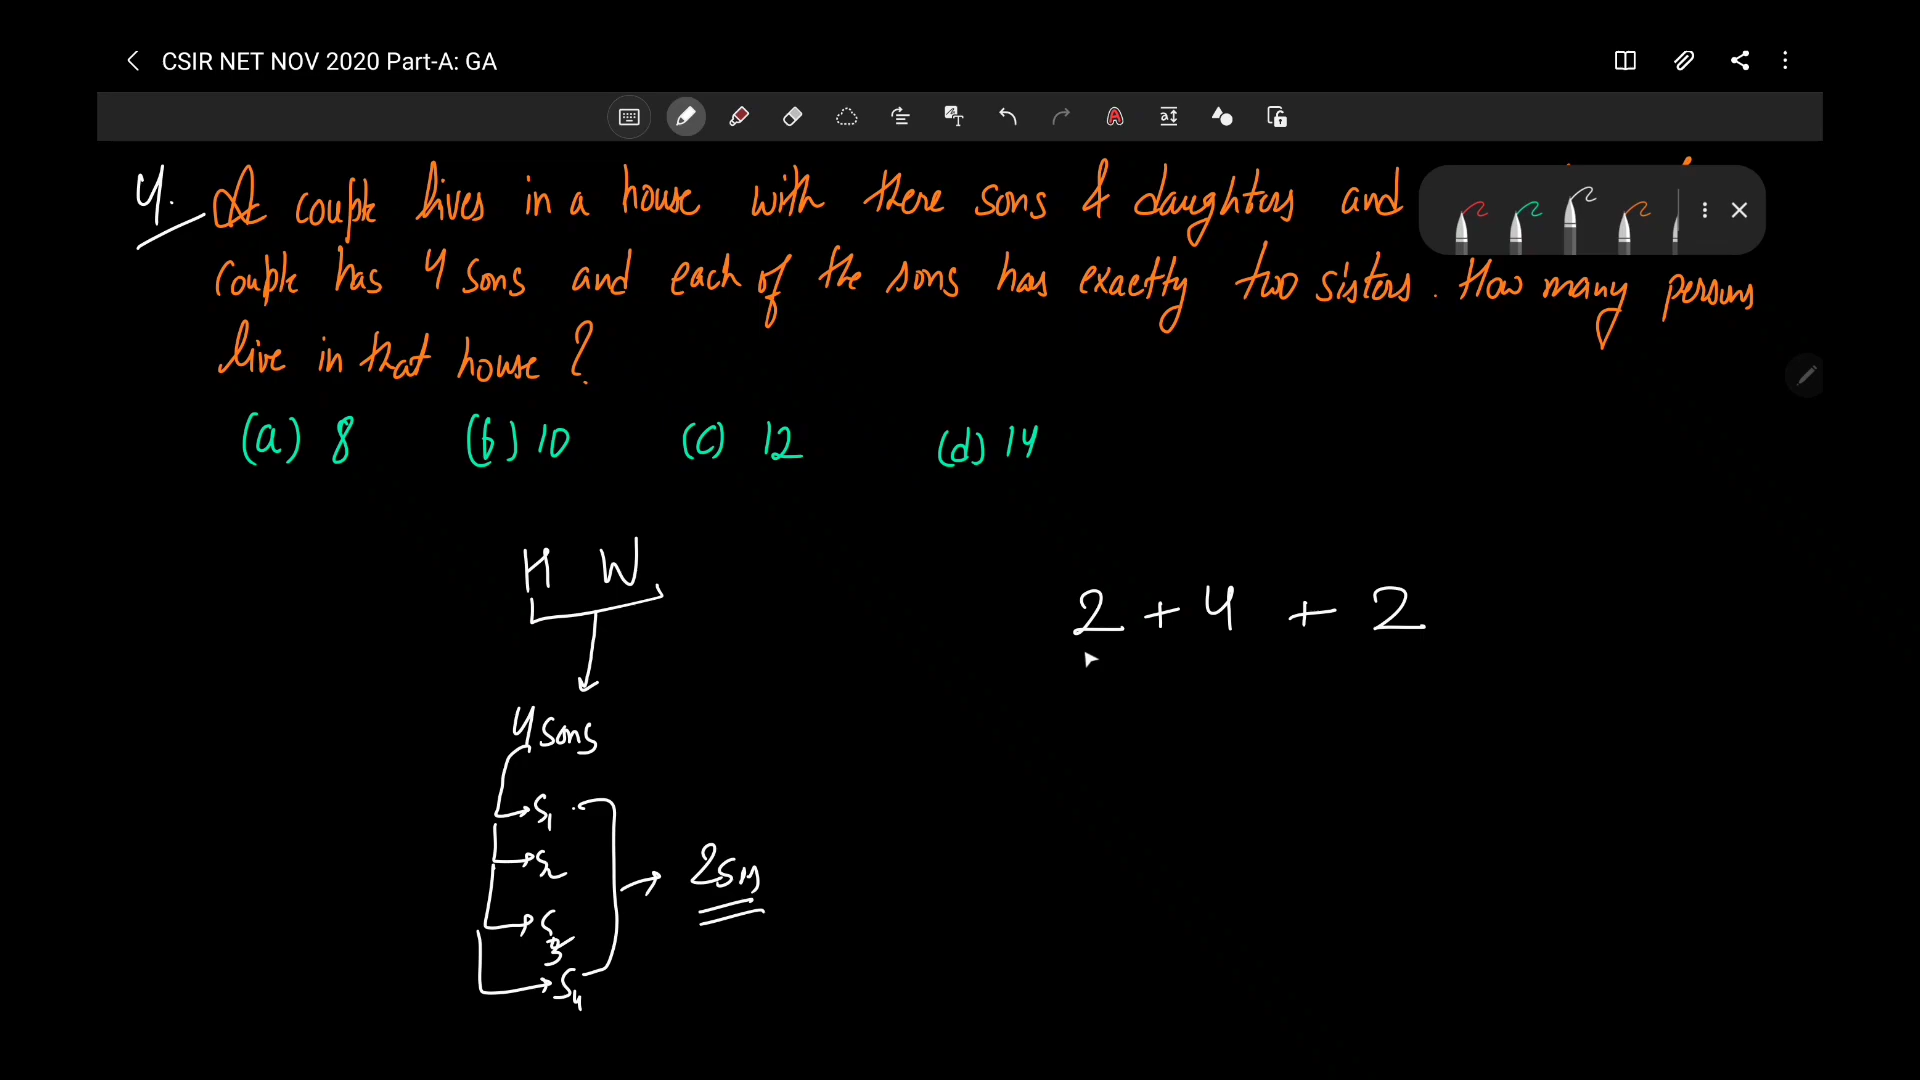 CSIR NET NOV 2020 Part-A: GA
4. A couple lives in a house with there sons & daughters and
couple has 4 sons and each of the sons has exactly two sisters. How many persons
live in that house?
(a) 8 (b) 10 (c) 12 (d) 14
H W
2 + 4 + 2
4 sons
S1
S2
S3
S4